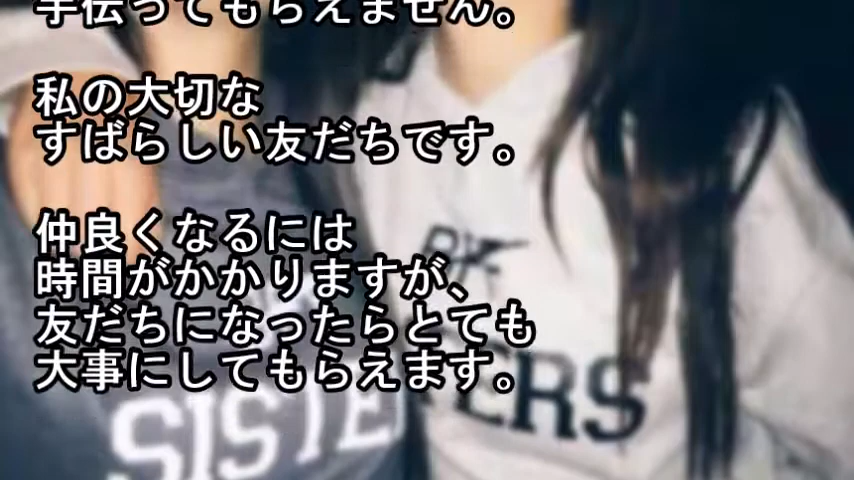 手伝ってもらえません。
私の大切な
すばらしい友だちです。
仲良くなるには
時間がかかりますが、
友だちになったらとても
大事にしてもらえます。
SISTE
TERS